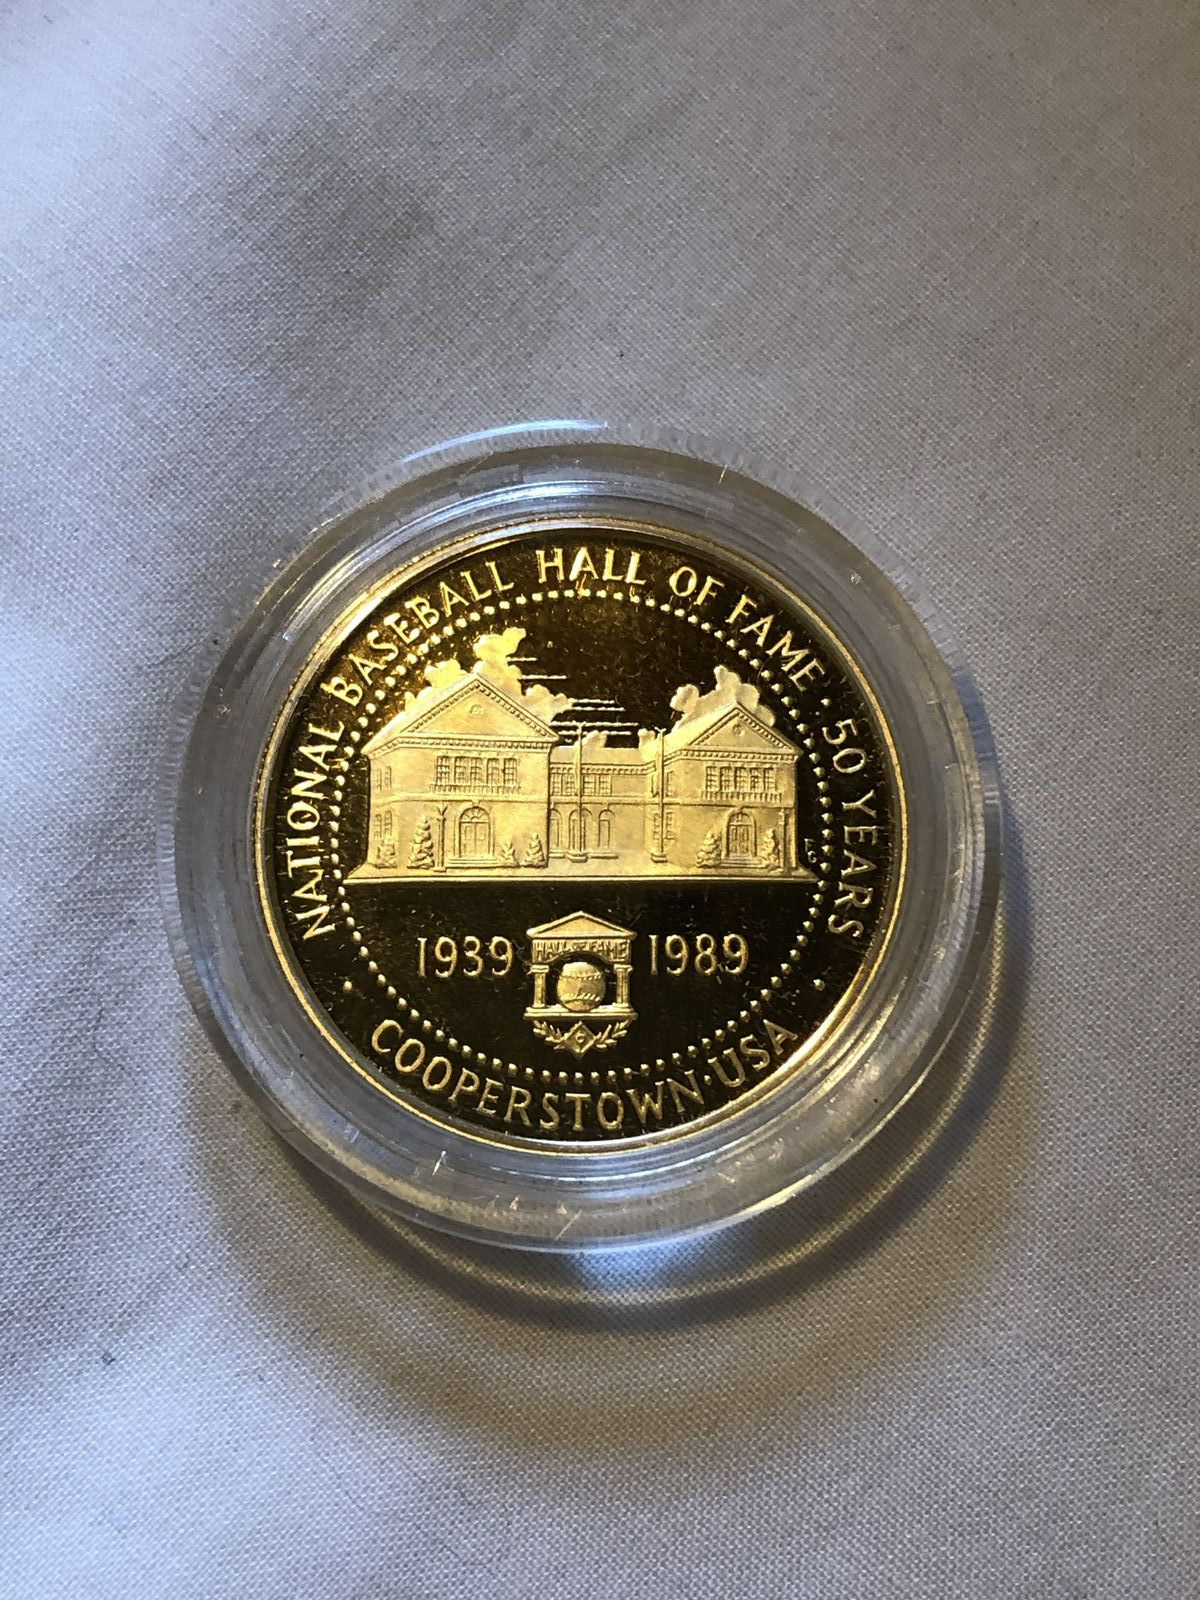 NATIONAL BASEBALL HALL OF FAME · 50 YEARS
1939 1989
HALL OF FAME
· COOPERSTOWN · USA ·